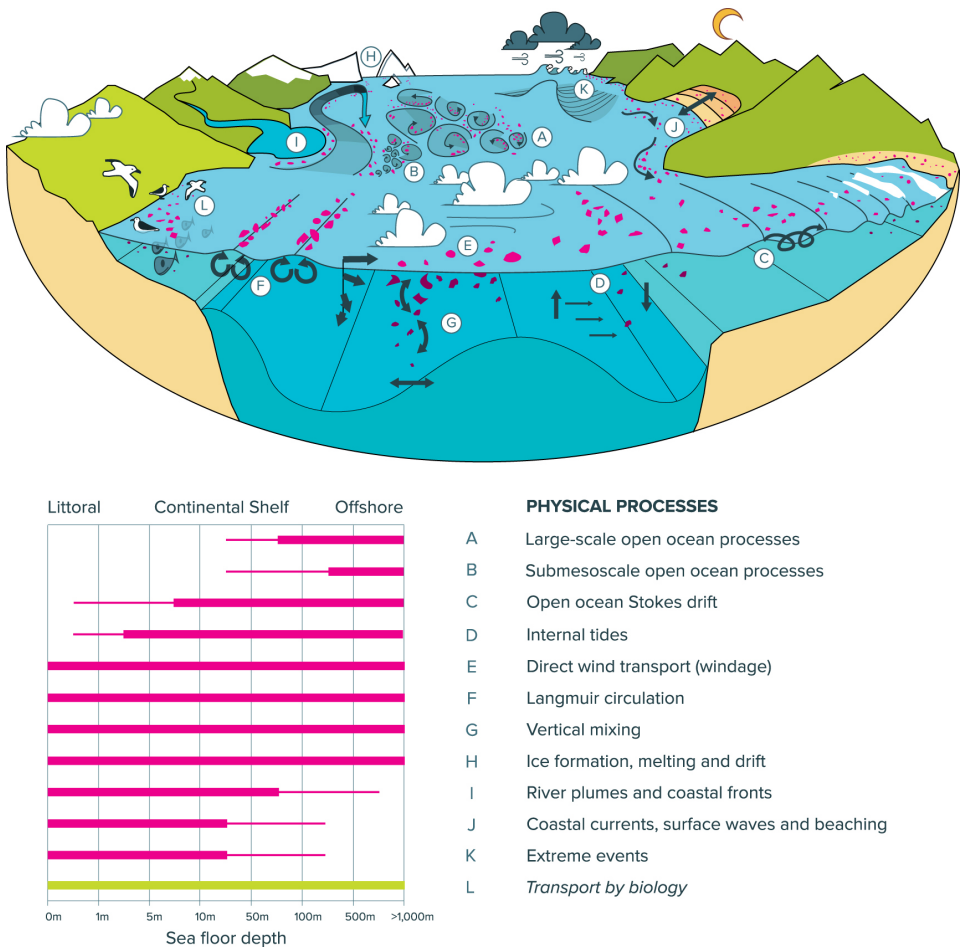 H
K
J
I
A
B
L
E
C
F
D
G
Littoral Continental Shelf Offshore
PHYSICAL PROCESSES
A Large-scale open ocean processes
B Submesoscale open ocean processes
C Open ocean Stokes drift
D Internal tides
E Direct wind transport (windage)
F Langmuir circulation
G Vertical mixing
H Ice formation, melting and drift
I River plumes and coastal fronts
J Coastal currents, surface waves and beaching
K Extreme events
L Transport by biology
0m 1m 5m 10m 50m 100m 500m >1,000m
Sea floor depth